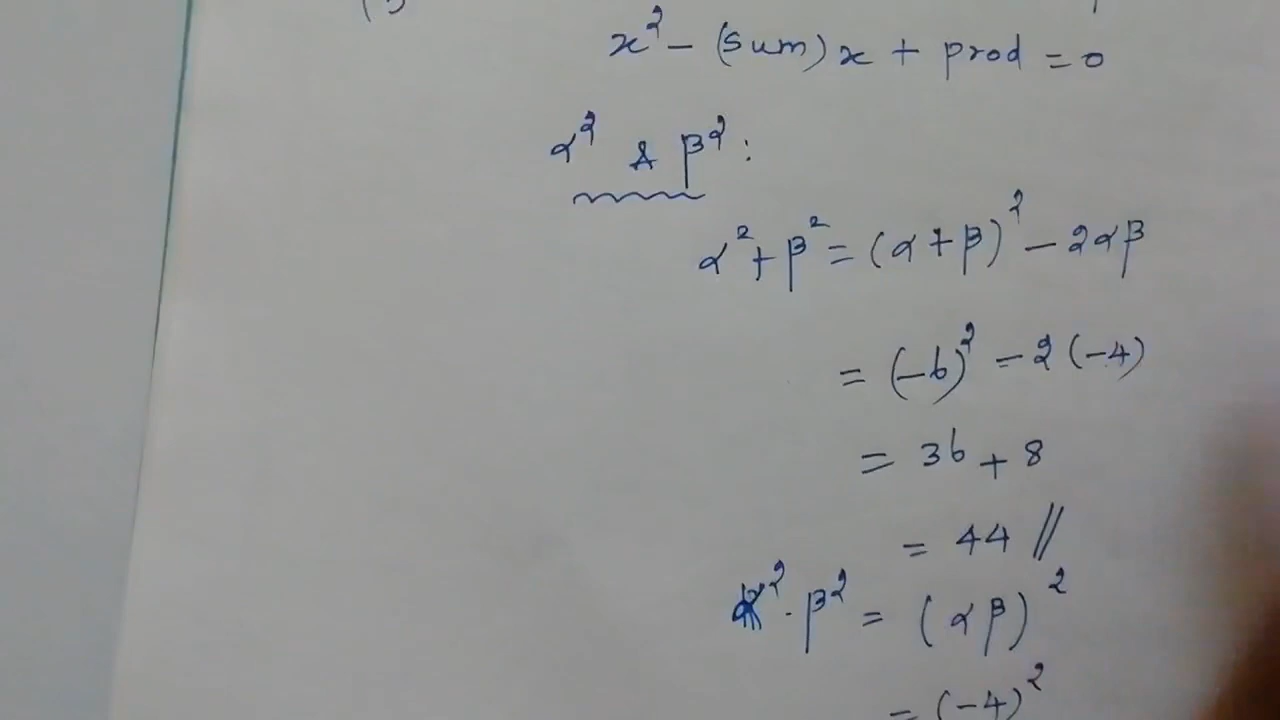 x² - (sum)x + prod = 0
α² & β² :
α² + β² = (α + β)² - 2αβ
= (-6)² - 2(-4)
= 36 + 8
= 44 //
α² · β² = (αβ)²
= (-4)²